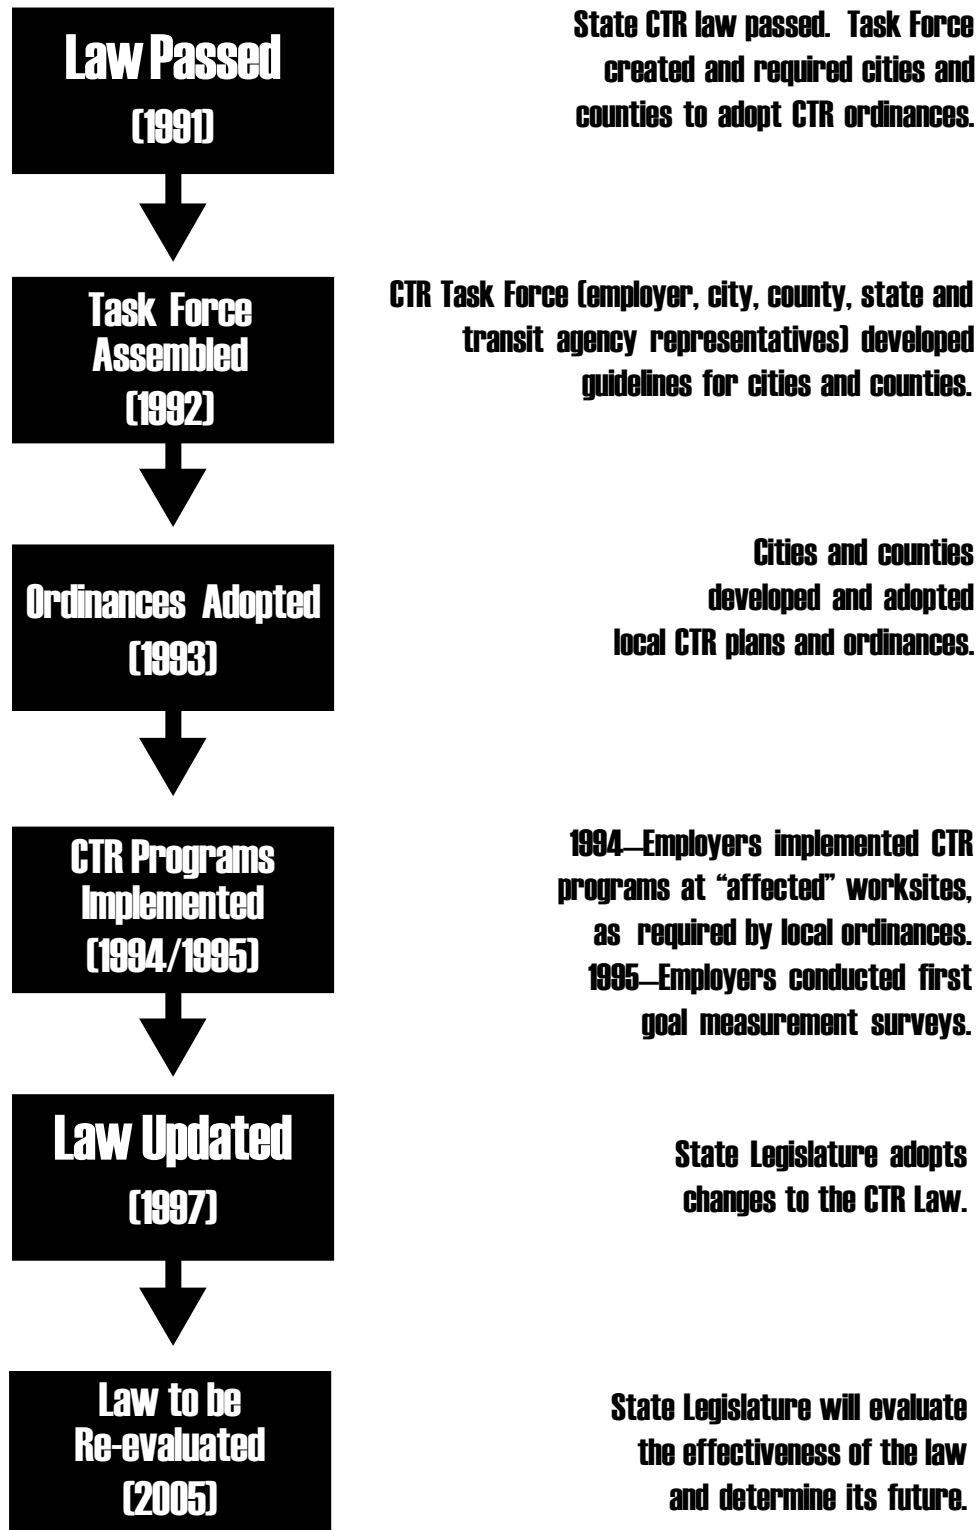 Law Passed
(1991)
State CTR law passed. Task Force
created and required cities and
counties to adopt CTR ordinances.
Task Force
Assembled
(1992)
CTR Task Force (employer, city, county, state and
transit agency representatives) developed
guidelines for cities and counties.
Ordinances Adopted
(1993)
Cities and counties
developed and adopted
local CTR plans and ordinances.
CTR Programs
Implemented
(1994/1995)
1994—Employers implemented CTR
programs at “affected” worksites,
as required by local ordinances.
1995—Employers conducted first
goal measurement surveys.
Law Updated
(1997)
State Legislature adopts
changes to the CTR Law.
Law to be
Re-evaluated
(2005)
State Legislature will evaluate
the effectiveness of the law
and determine its future.